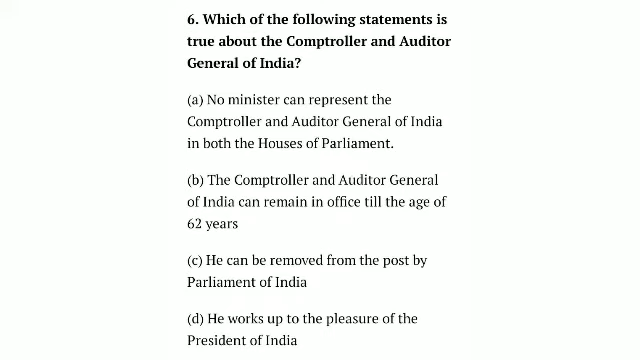 6. Which of the following statements is
true about the Comptroller and Auditor
General of India?
(a) No minister can represent the
Comptroller and Auditor General of India
in both the Houses of Parliament.
(b) The Comptroller and Auditor General
of India can remain in office till the age of
62 years
(c) He can be removed from the post by
Parliament of India
(d) He works up to the pleasure of the
President of India